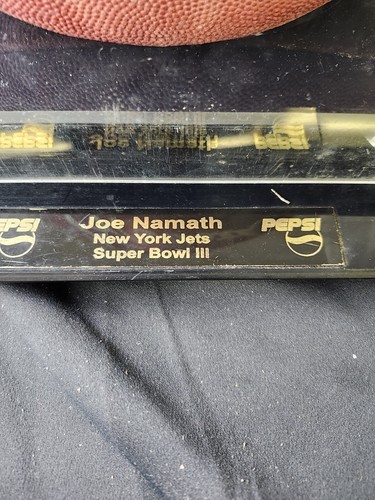 PEPSI
Joe Namath
New York Jets
Super Bowl III
PEPSI